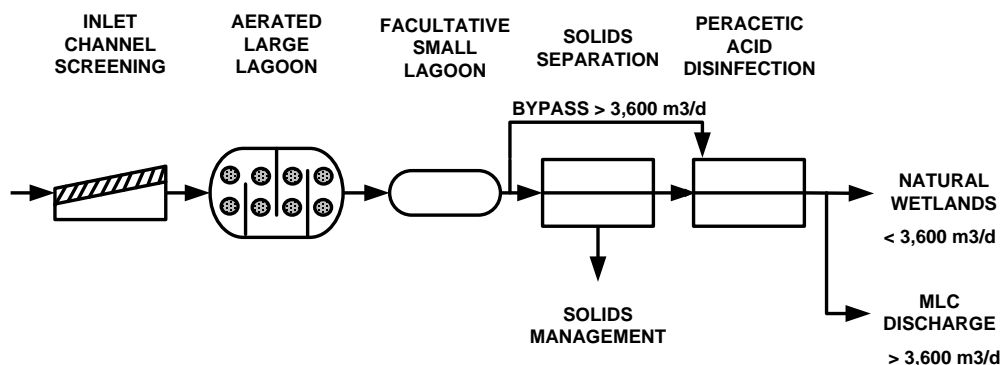 INLET
CHANNEL
SCREENING
AERATED
LARGE
LAGOON
FACULTATIVE
SMALL
LAGOON
SOLIDS
SEPARATION
PERACETIC
ACID
DISINFECTION
BYPASS > 3,600 m3/d
NATURAL
WETLANDS
< 3,600 m3/d
SOLIDS
MANAGEMENT
MLC
DISCHARGE
> 3,600 m3/d